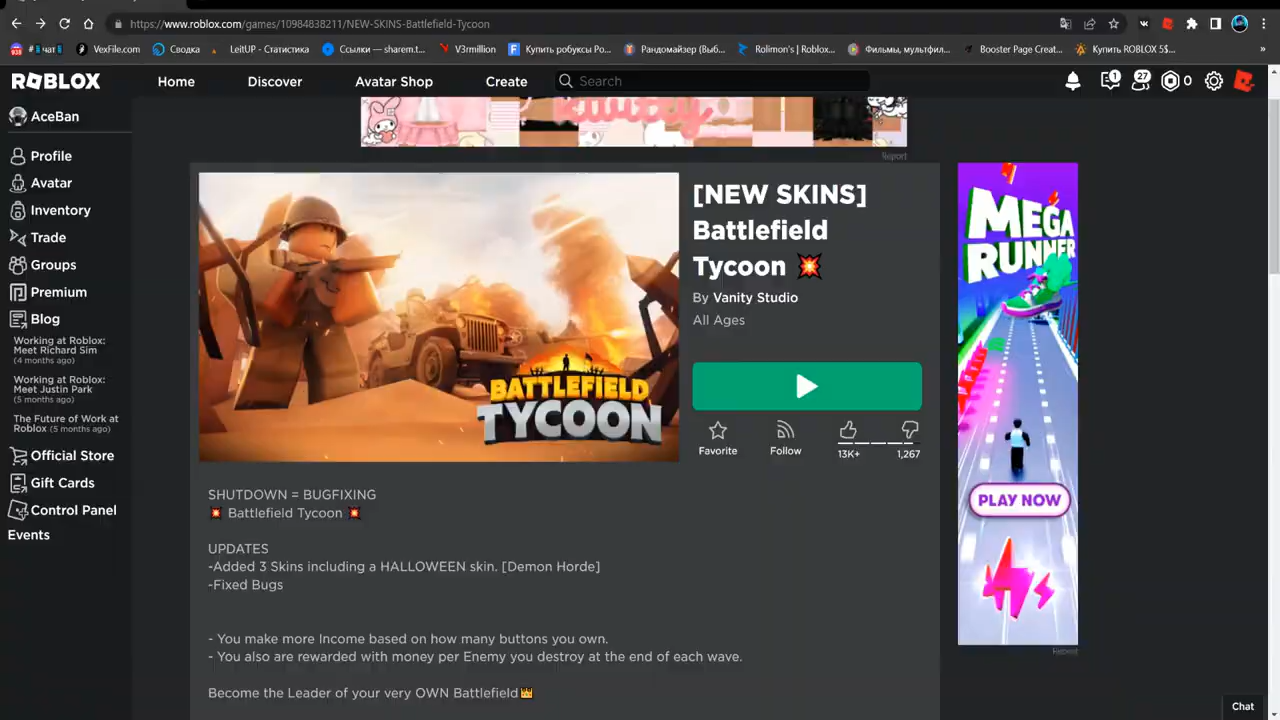 https://www.roblox.com/games/10984838211/NEW-SKINS-Battlefield-Tycoon
VexFile.com
Сводка
LeitUP - Статистика
Ссылки — sharem.t...
V3rmillion
Купить робуксы Ро...
Рандомайзер (Выб...
Rolimon's | Roblox...
Фильмы, мультфил...
Booster Page Creat...
Купить ROBLOX 5$...
»
ROBLOX
Home
Discover
Avatar Shop
Create
Search
1
27
0
AceBan
Profile
Avatar
Inventory
Trade
Groups
Premium
Blog
Working at Roblox:
Meet Richard Sim
(4 months ago)
Working at Roblox:
Meet Justin Park
(5 months ago)
The Future of Work at
Roblox (5 months ago)
Official Store
Gift Cards
Control Panel
Events
Report
BATTLEFIELD
TYCOON
[NEW SKINS]
Battlefield
Tycoon 💥
By Vanity Studio
All Ages
Favorite
Follow
13K+
1,267
SHUTDOWN = BUGFIXING
💥 Battlefield Tycoon 💥
UPDATES
-Added 3 Skins including a HALLOWEEN skin. [Demon Horde]
-Fixed Bugs
- You make more Income based on how many buttons you own.
- You also are rewarded with money per Enemy you destroy at the end of each wave.
Become the Leader of your very OWN Battlefield👑
MEGA
RUNNER
PLAY NOW
Report
Chat